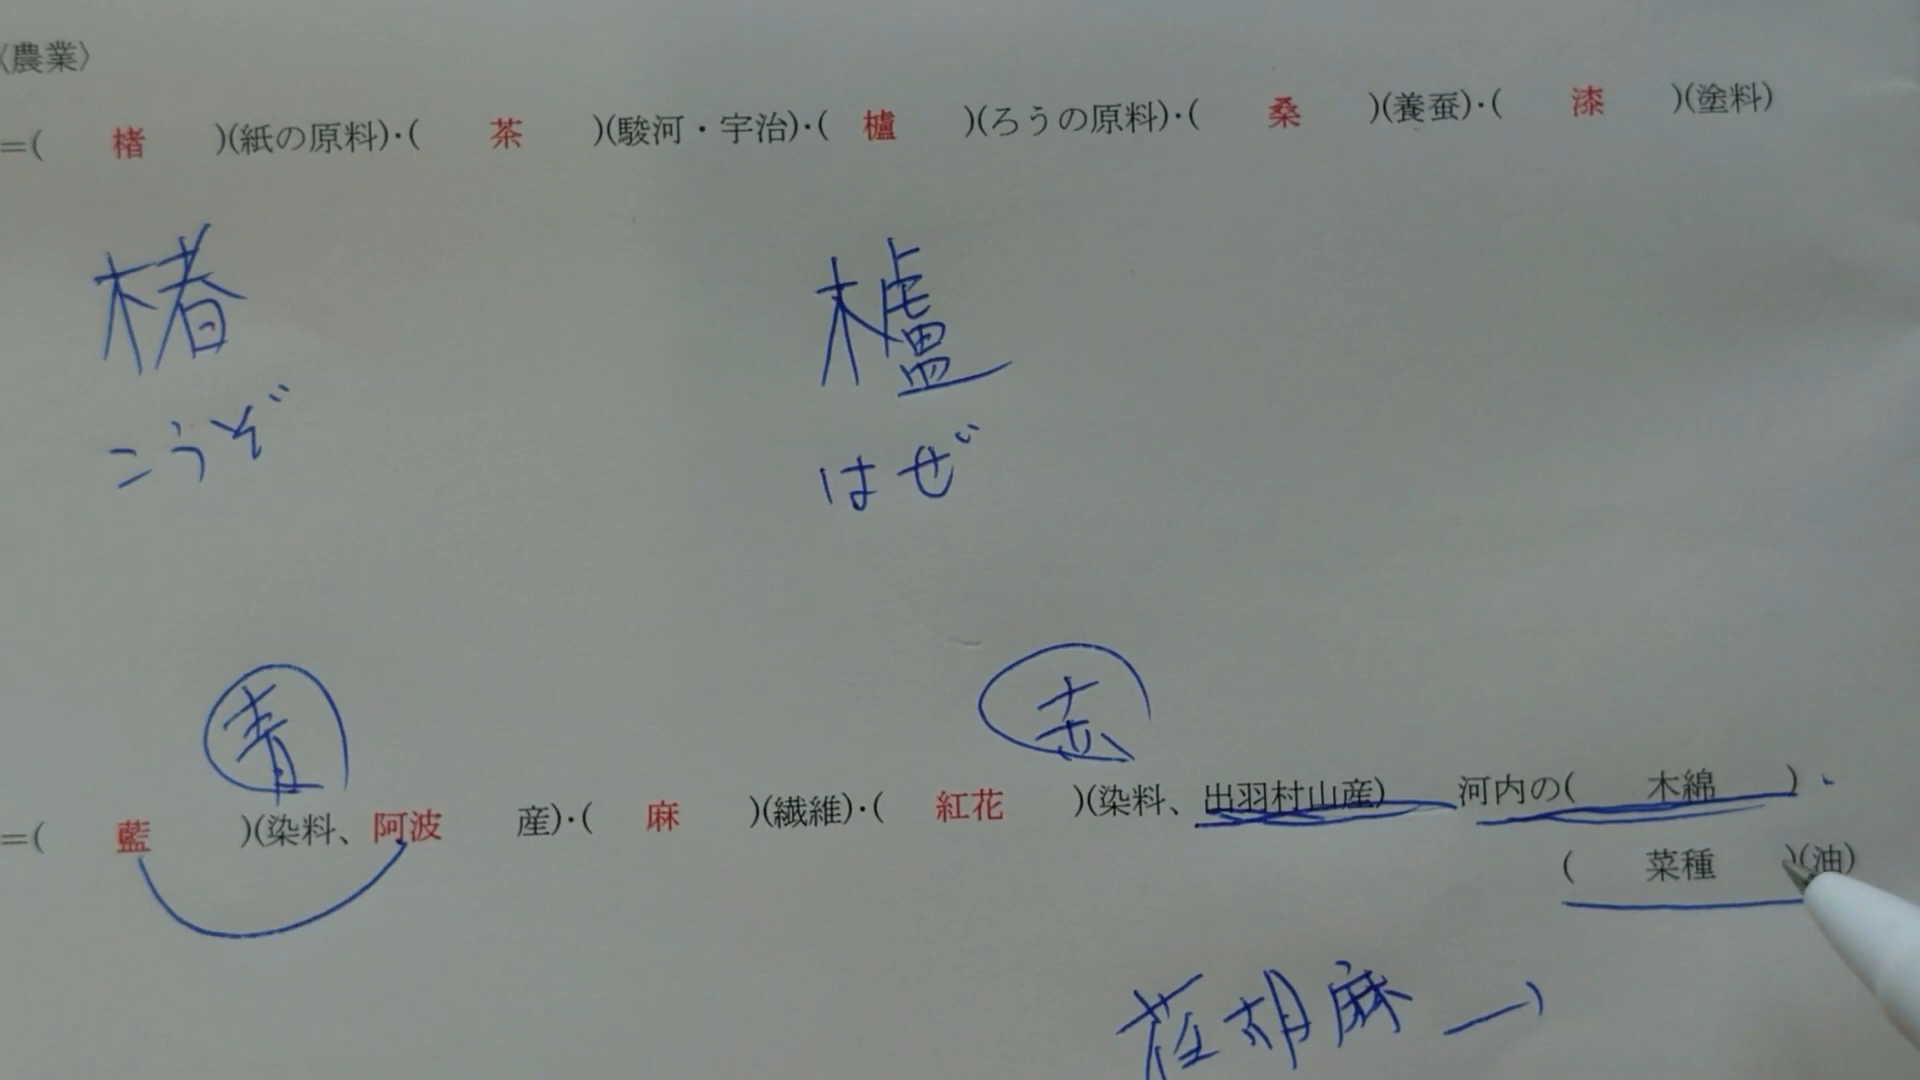 〈農業〉
=( 楮 )(紙の原料)・( 茶 )(駿河・宇治)・( 櫨 )(ろうの原料)・( 桑 )(養蚕)・( 漆 )(塗料)
楮 櫨
こうぞ はぜ
青 赤
=( 藍 )(染料、阿波 産)・( 麻 )(繊維)・( 紅花 )(染料、出羽村山産) 河内の( 木綿 )、
( 菜種 )(油)
荏胡麻→